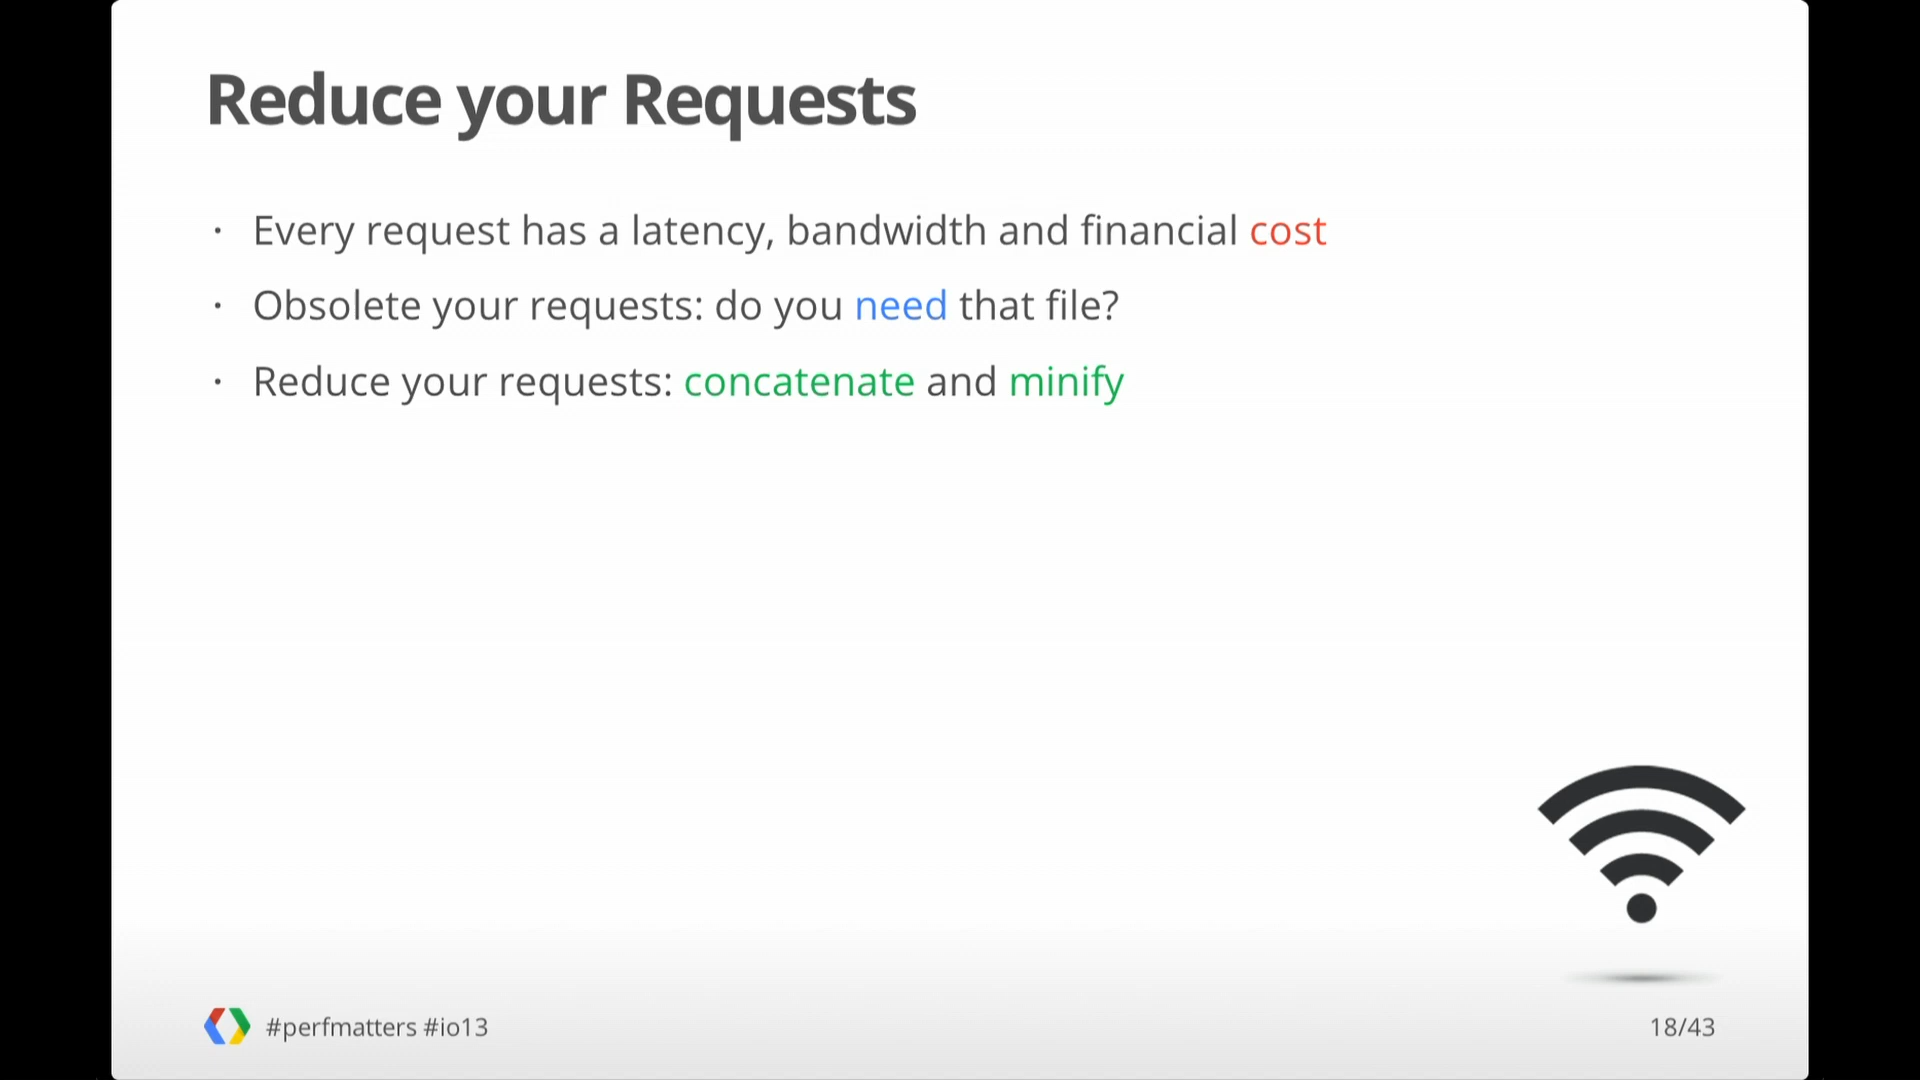 Reduce your Requests
· Every request has a latency, bandwidth and financial cost
· Obsolete your requests: do you need that file?
· Reduce your requests: concatenate and minify
#perfmatters #io13
18/43